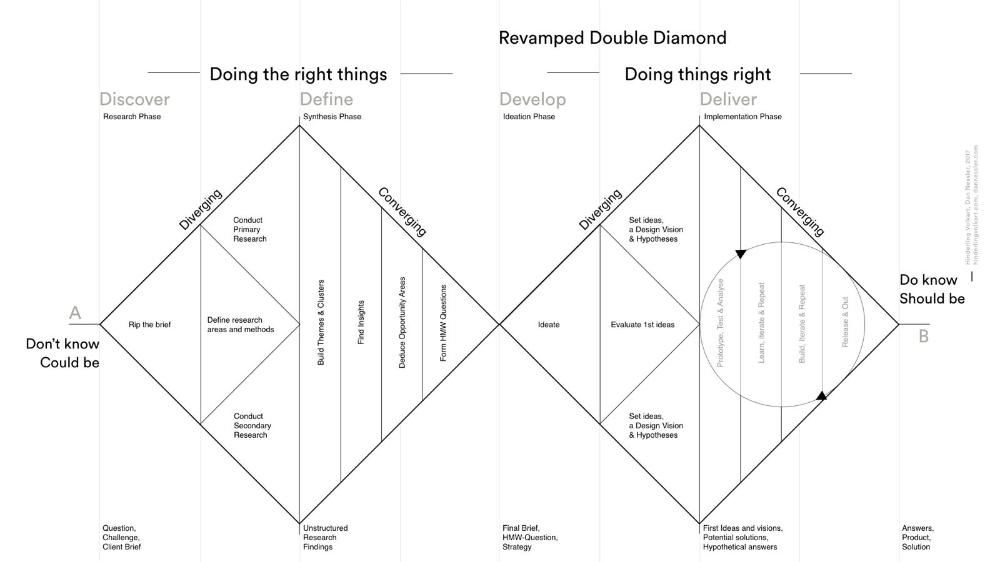 Revamped Double Diamond
Doing the right things
Doing things right
Discover
Research Phase
Define
Synthesis Phase
Develop
Ideation Phase
Deliver
Implementation Phase
A
Don’t know
Could be
Diverging
Rip the brief
Conduct
Primary
Research
Define research
areas and methods
Conduct
Secondary
Research
Converging
Build Themes & Clusters
Find Insights
Deduce Opportunity Areas
Form HMW Questions
Diverging
Ideate
Set ideas,
a Design Vision
& Hypotheses
Evaluate 1st ideas
Set ideas,
a Design Vision
& Hypotheses
Converging
Prototype, Test & Analyse
Learn, iterate & Repeat
Build, Iterate & Repeat
Release & Out
Do know
Should be
B
Hinderling Volkart, Dan Nessler, 2017
hinderlingvolkart.com, dannessler.com
Question,
Challenge,
Client Brief
Unstructured
Research
Findings
Final Brief,
HMW-Question,
Strategy
First Ideas and visions,
Potential solutions,
Hypothetical answers
Answers,
Product,
Solution